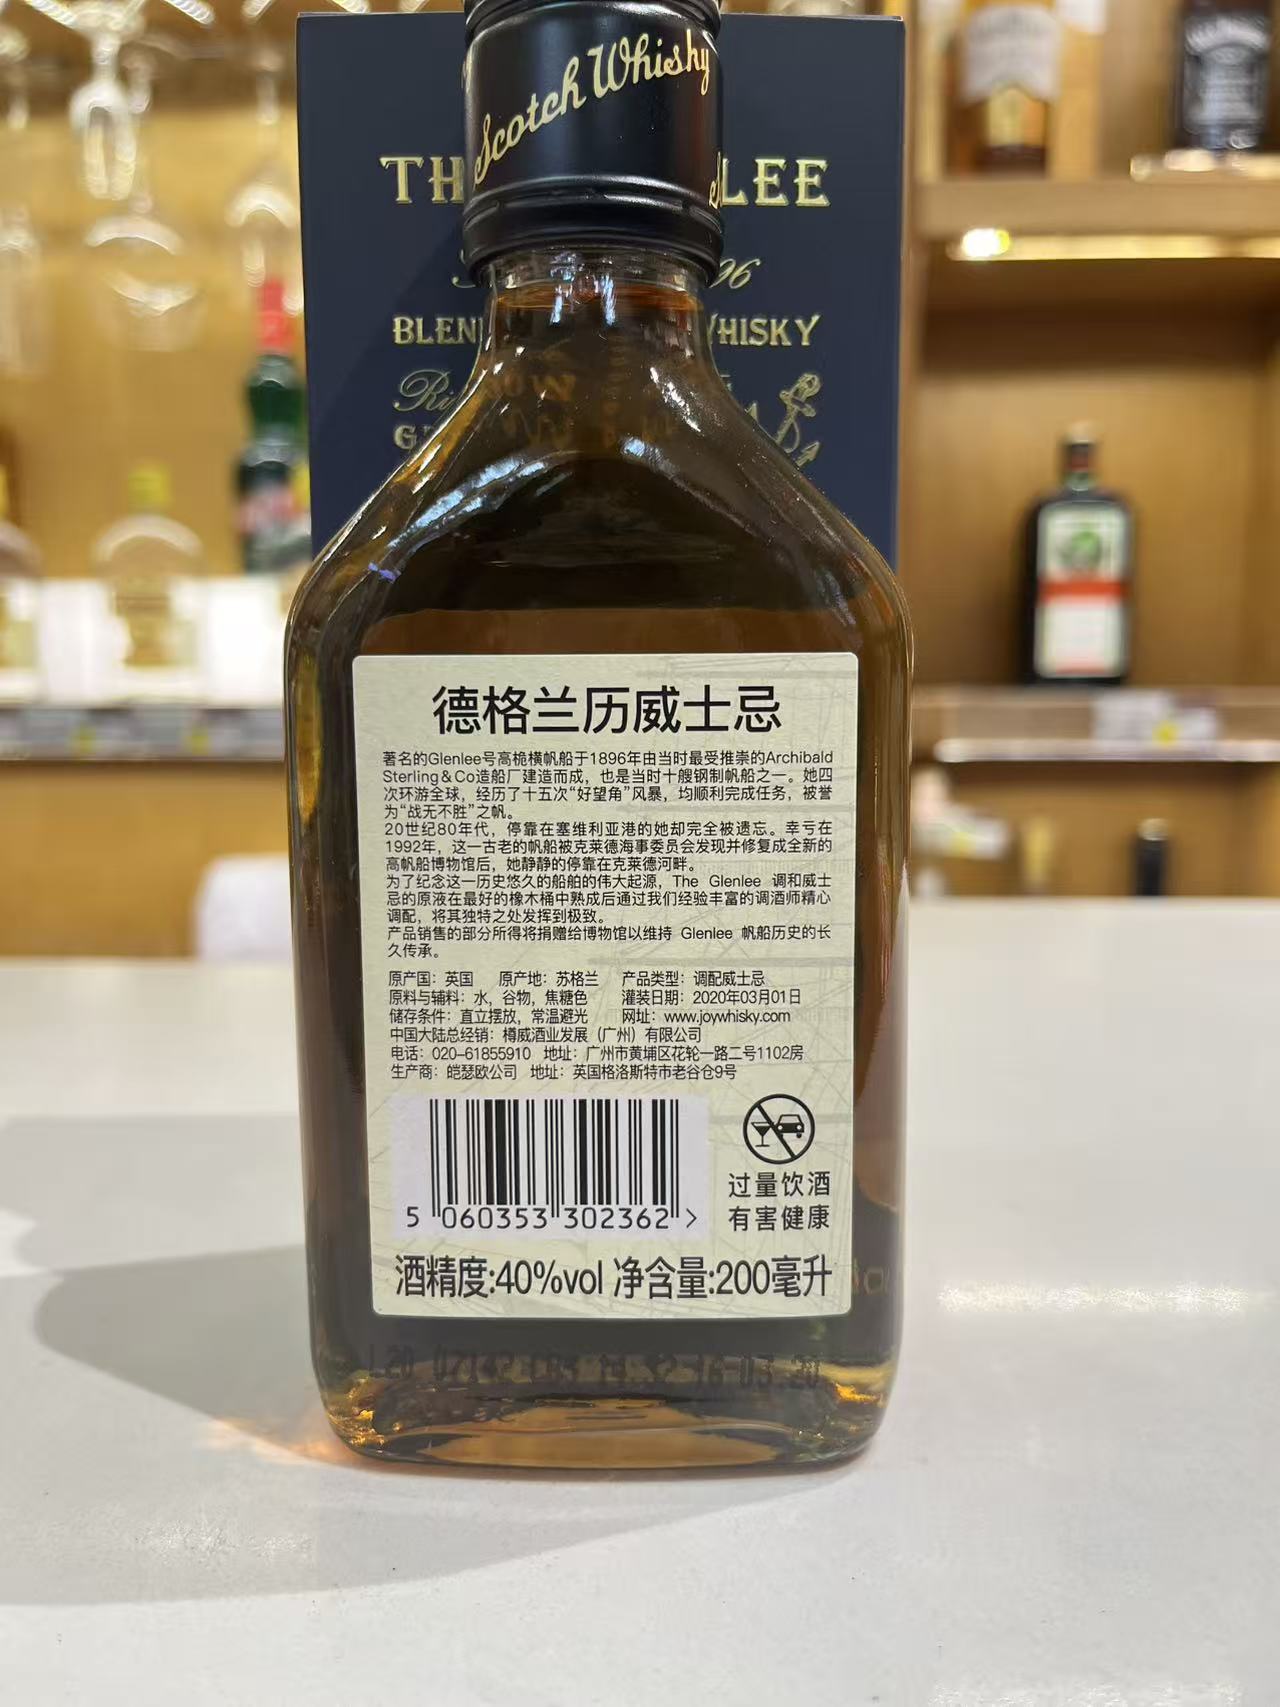 Scotch Whisky
TH
LEE
96
BLEN
WHISKY
德格兰历威士忌
著名的Glenlee号高桅横帆船于1896年由当时最受推崇的Archibald
Sterling&Co造船厂建造而成，也是当时十艘钢制帆船之一。她四
次环游全球，经历了十五次“好望角”风暴，均顺利完成任务，被誉
为“战无不胜”之帆。
20世纪80年代，停靠在塞维利亚港的她却完全被遗忘。幸亏在
1992年，这一古老的帆船被克莱德海事委员会发现并修复成全新的
高帆船博物馆后，她静静的停靠在克莱德河畔。
为了纪念这一历史悠久的船舶的伟大起源，The Glenlee 调和威士
忌的原液在最好的橡木桶中熟成后通过我们经验丰富的调酒师精心
调配，将其独特之处发挥到极致。
产品销售的部分所得将捐赠给博物馆以维持 Glenlee 帆船历史的长
久传承。
原产国：英国 原产地：苏格兰 产品类型：调配威士忌
原料与辅料：水，谷物，焦糖色 灌装日期：2020年03月01日
储存条件：直立摆放，常温避光 网址：www.joywhisky.com
中国大陆总经销：樽威酒业发展（广州）有限公司
电话：020-61855910 地址：广州市黄埔区花轮一路二号1102房
生产商：皑瑟欧公司 地址：英国格洛斯特市老谷仓9号
5 060353 302362 >
过量饮酒
有害健康
酒精度:40%vol 净含量:200毫升